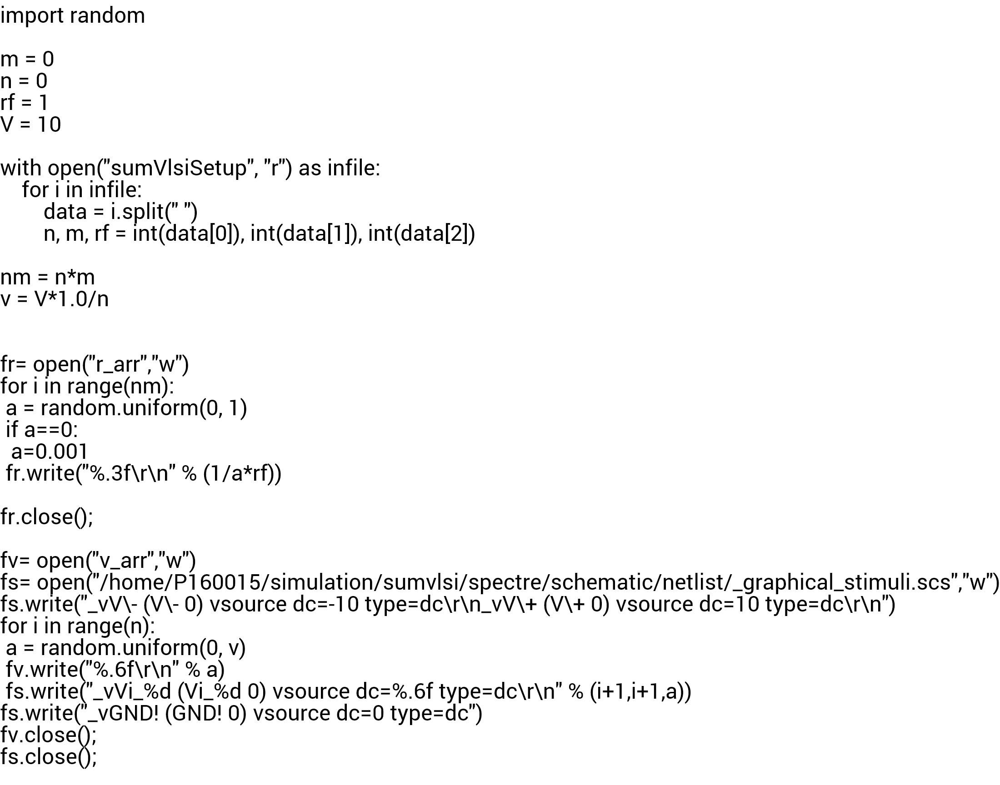 import random
m = 0
n = 0
rf = 1
V = 10
with open("sumVlsiSetup", "r") as infile:
    for i in infile:
        data = i.split(" ")
        n, m, rf = int(data[0]), int(data[1]), int(data[2])
nm = n*m
v = V*1.0/n
fr= open("r_arr","w")
for i in range(nm):
 a = random.uniform(0, 1)
 if a==0:
  a=0.001
 fr.write("%.3f\r\n" % (1/a*rf))
fr.close();
fv= open("v_arr","w")
fs= open("/home/P160015/simulation/sumvlsi/spectre/schematic/netlist/_graphical_stimuli.scs","w")
fs.write("_vV\- (V\- 0) vsource dc=-10 type=dc\r\n_vV\+ (V\+ 0) vsource dc=10 type=dc\r\n")
for i in range(n):
 a = random.uniform(0, v)
 fv.write("%.6f\r\n" % a)
 fs.write("_vVi_%d (Vi_%d 0) vsource dc=%.6f type=dc\r\n" % (i+1,i+1,a))
fs.write("_vGND! (GND! 0) vsource dc=0 type=dc")
fv.close();
fs.close();